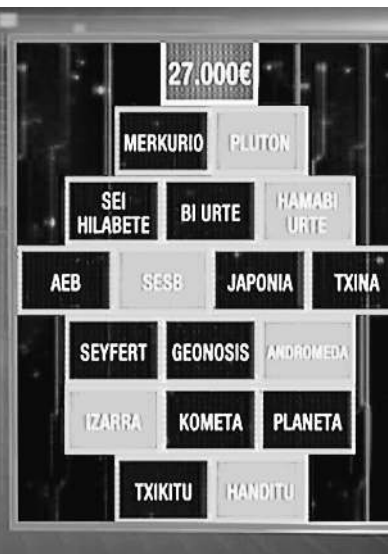 27.000€
MERKURIO PLUTON
SEI HILABETE BI URTE HAMABI URTE
AEB SESB JAPONIA TXINA
SEYFERT GEONOSIS ANDROMEDA
IZARRA KOMETA PLANETA
TXIKITU HANDITU